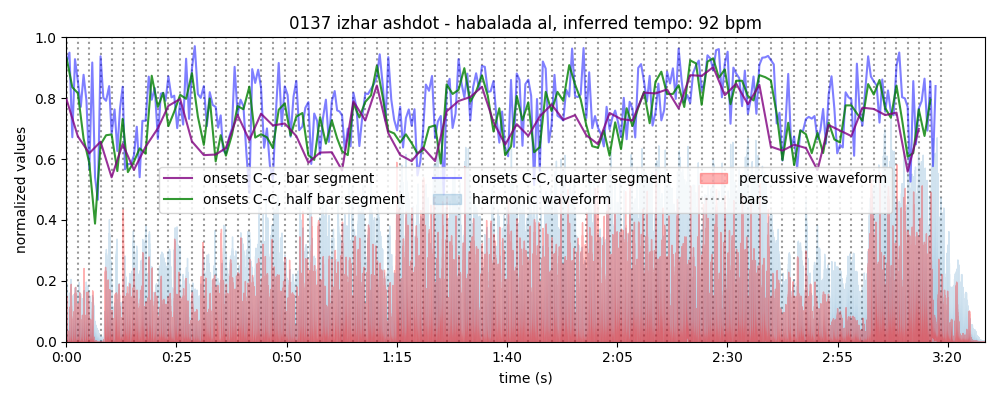 0137 izhar ashdot - habalada al, inferred tempo: 92 bpm
1.0
0.8
0.6
0.4
0.2
0.0
normalized values
onsets C-C, bar segment
onsets C-C, half bar segment
onsets C-C, quarter segment
harmonic waveform
percussive waveform
bars
0:00 0:25 0:50 1:15 1:40 2:05 2:30 2:55 3:20
time (s)